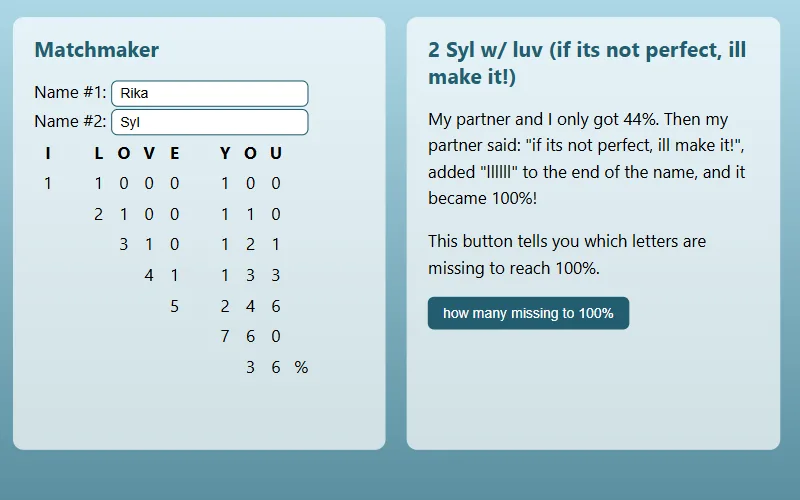 Matchmaker
Name #1: Rika
Name #2: Syl
I L O V E Y O U
1 1 0 0 0 1 0 0
2 1 0 0 1 1 0
3 1 0 1 2 1
4 1 1 3 3
5 2 4 6
7 6 0
3 6 %
2 Syl w/ luv (if its not perfect, ill
make it!)
My partner and I only got 44%. Then my
partner said: "if its not perfect, ill make it!",
added "llllll" to the end of the name, and it
became 100%!
This button tells you which letters are
missing to reach 100%.
how many missing to 100%